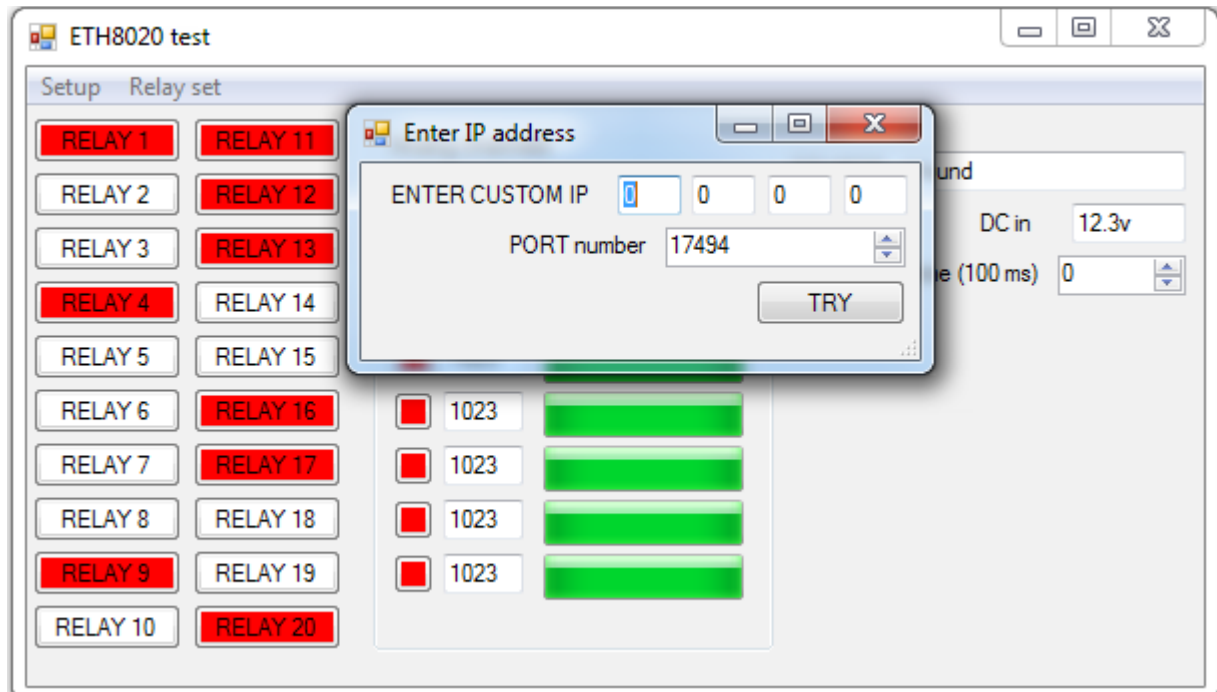 ETH8020 test
Setup Relay set
RELAY 1 RELAY 11
RELAY 2 RELAY 12
RELAY 3 RELAY 13
RELAY 4 RELAY 14
RELAY 5 RELAY 15
RELAY 6 RELAY 16
RELAY 7 RELAY 17
RELAY 8 RELAY 18
RELAY 9 RELAY 19
RELAY 10 RELAY 20
Enter IP address
ENTER CUSTOM IP 0 0 0 0
PORT number 17494
TRY
1023
1023
1023
1023
DC in 12.3v
(100 ms) 0